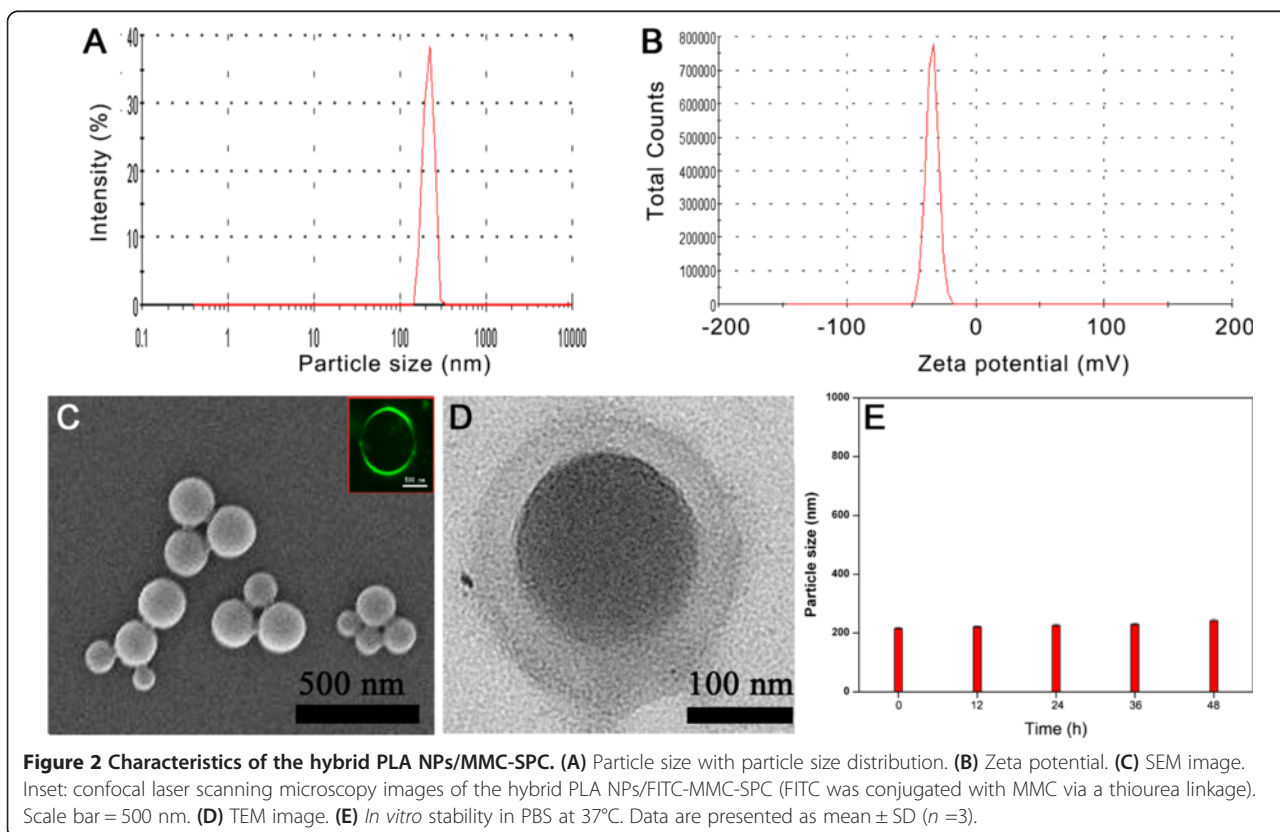 A
Intensity (%)
40
30
20
10
0
0.1 1 10 100 1000 10000
Particle size (nm)
B
Total Counts
800000
700000
600000
500000
400000
300000
200000
100000
0
-200 -100 0 100 200
Zeta potential (mV)
C
500 nm
500 nm
D
100 nm
E
Particle size (nm)
1000
800
600
400
200
0
0 12 24 36 48
Time (h)
Figure 2 Characteristics of the hybrid PLA NPs/MMC-SPC. (A) Particle size with particle size distribution. (B) Zeta potential. (C) SEM image.
Inset: confocal laser scanning microscopy images of the hybrid PLA NPs/FITC-MMC-SPC (FITC was conjugated with MMC via a thiourea linkage).
Scale bar = 500 nm. (D) TEM image. (E) In vitro stability in PBS at 37°C. Data are presented as mean ± SD (n =3).